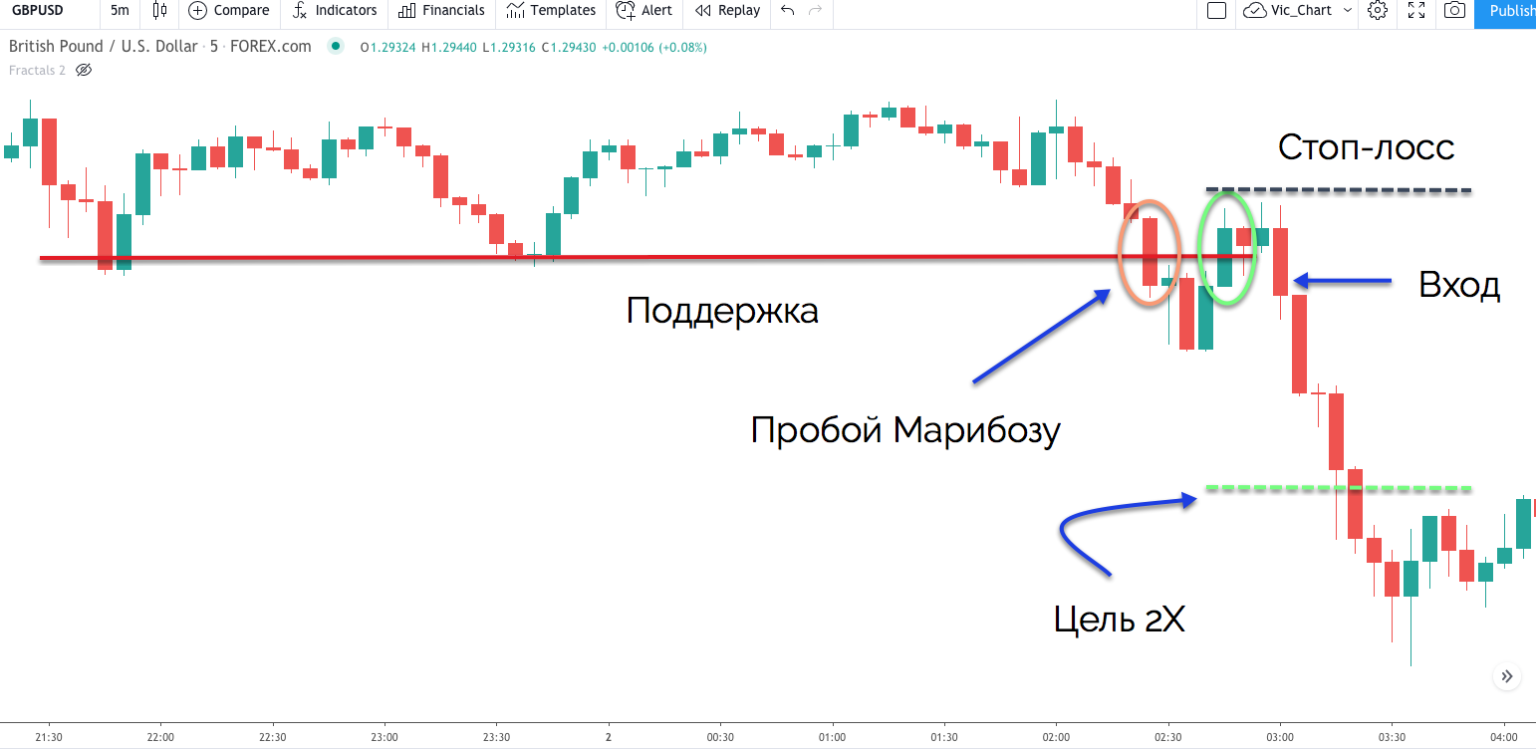 GBPUSD 5m Compare Indicators Financials Templates Alert Replay Vic_Chart Publish
British Pound / U.S. Dollar · 5 · FOREX.com O1.29324 H1.29440 L1.29316 C1.29430 +0.00106 (+0.08%)
Fractals 2
Стоп-лосс
Вход
Поддержка
Пробой Марибозу
Цель 2X
21:30 22:00 22:30 23:00 23:30 2 00:30 01:00 01:30 02:00 02:30 03:00 03:30 04:00